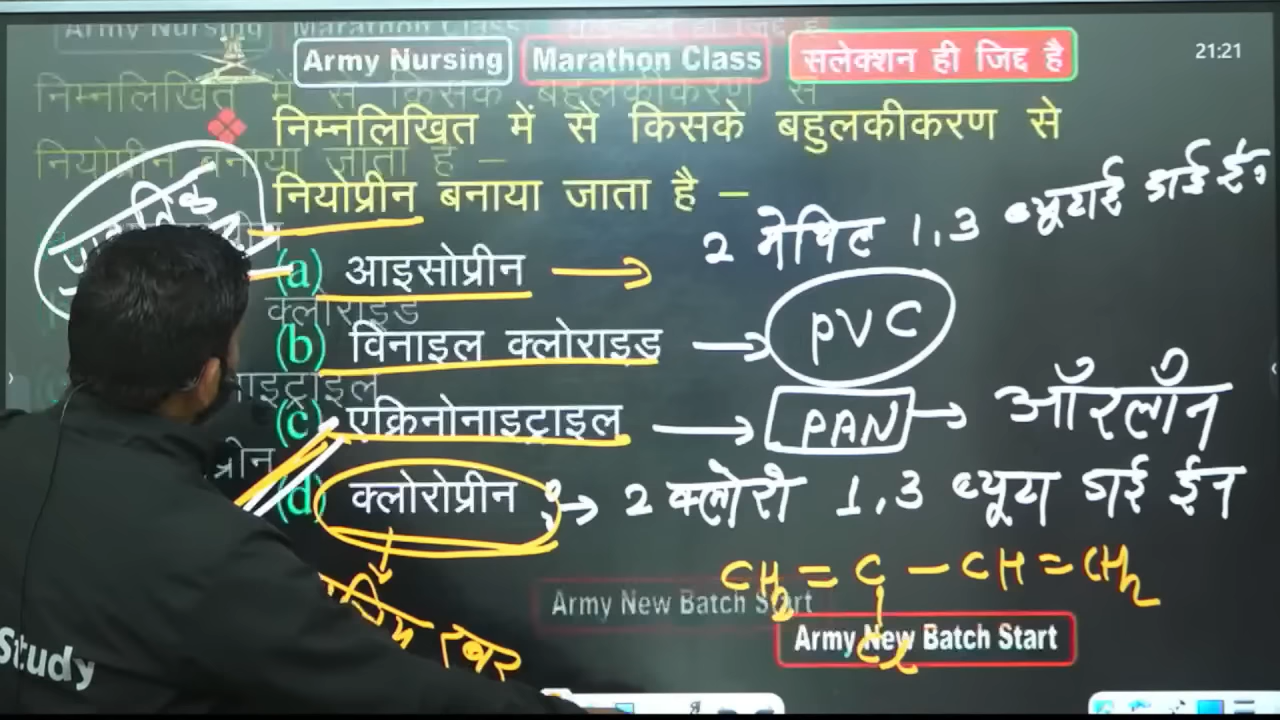 Army Nursing Marathon Class सलेक्शन ही जिद्द है 21:21
निम्नलिखित में से किसके बहुलकीकरण से
नियोप्रीन बनाया जाता है –
(a) आइसोप्रीन → 2 मेथिल 1,3 ब्यूटाई डाई ईन
(b) विनाइल क्लोराइड → PVC
(c) एक्रिनोनाइट्राइल → PAN → ऑरलॉन
(d) क्लोरोप्रीन → 2 क्लोरो 1,3 ब्यूटा डाई ईन
CH2 = C – CH = CH2
Cl
रबर
Army New Batch Start
Army New Batch Start
Study